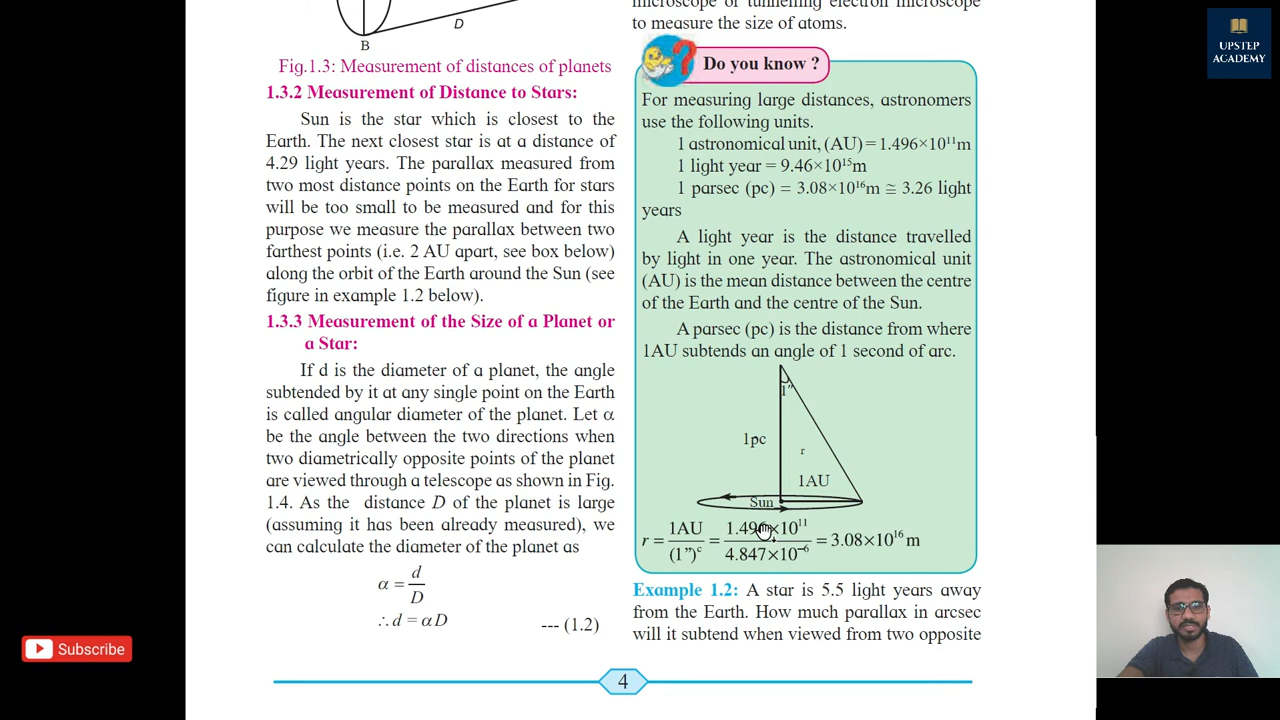 B
D
Fig.1.3: Measurement of distances of planets
1.3.2 Measurement of Distance to Stars:
Sun is the star which is closest to the
Earth. The next closest star is at a distance of
4.29 light years. The parallax measured from
two most distance points on the Earth for stars
will be too small to be measured and for this
purpose we measure the parallax between two
farthest points (i.e. 2 AU apart, see box below)
along the orbit of the Earth around the Sun (see
figure in example 1.2 below).
1.3.3 Measurement of the Size of a Planet or
a Star:
If d is the diameter of a planet, the angle
subtended by it at any single point on the Earth
is called angular diameter of the planet. Let α
be the angle between the two directions when
two diametrically opposite points of the planet
are viewed through a telescope as shown in Fig.
1.4. As the distance D of the planet is large
(assuming it has been already measured), we
can calculate the diameter of the planet as
α = d/D
∴ d = αD --- (1.2)
microscope or tunnelling electron microscope
to measure the size of atoms.
Do you know ?
For measuring large distances, astronomers
use the following units.
1 astronomical unit, (AU) = 1.496×10¹¹m
1 light year = 9.46×10¹⁵m
1 parsec (pc) = 3.08×10¹⁶m ≅ 3.26 light
years
A light year is the distance travelled
by light in one year. The astronomical unit
(AU) is the mean distance between the centre
of the Earth and the centre of the Sun.
A parsec (pc) is the distance from where
1AU subtends an angle of 1 second of arc.
1”
1pc
r
1AU
Sun
r = 1AU/(1”)ᶜ = 1.496×10¹¹/4.847×10⁻⁶ = 3.08×10¹⁶ m
Example 1.2: A star is 5.5 light years away
from the Earth. How much parallax in arcsec
will it subtend when viewed from two opposite
4
UPSTEP
ACADEMY
Subscribe